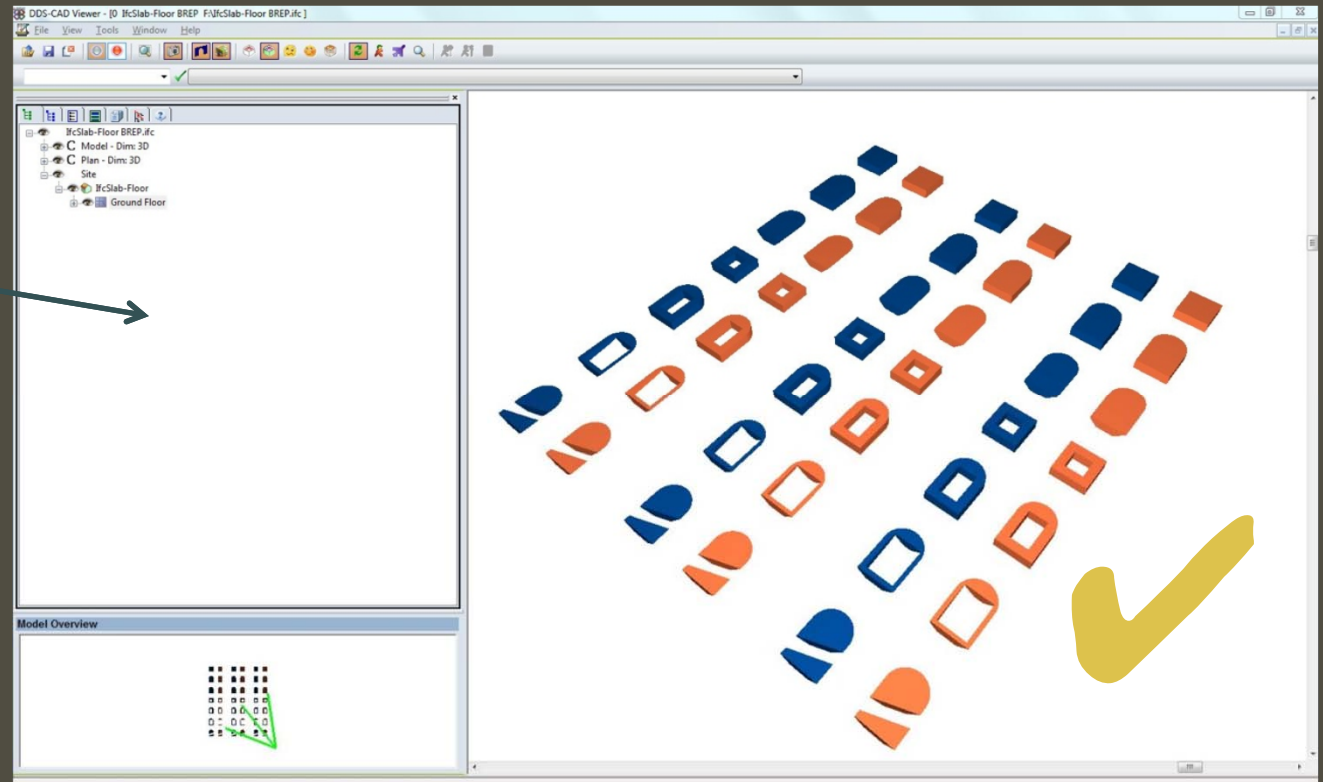 DDS-CAD Viewer - [0 IfcSlab-Floor BREP F:\IfcSlab-Floor BREP.ifc ]
File View Tools Window Help
IfcSlab-Floor BREP.ifc
C Model - Dim: 3D
C Plan - Dim: 3D
Site
IfcSlab-Floor
Ground Floor
Model Overview